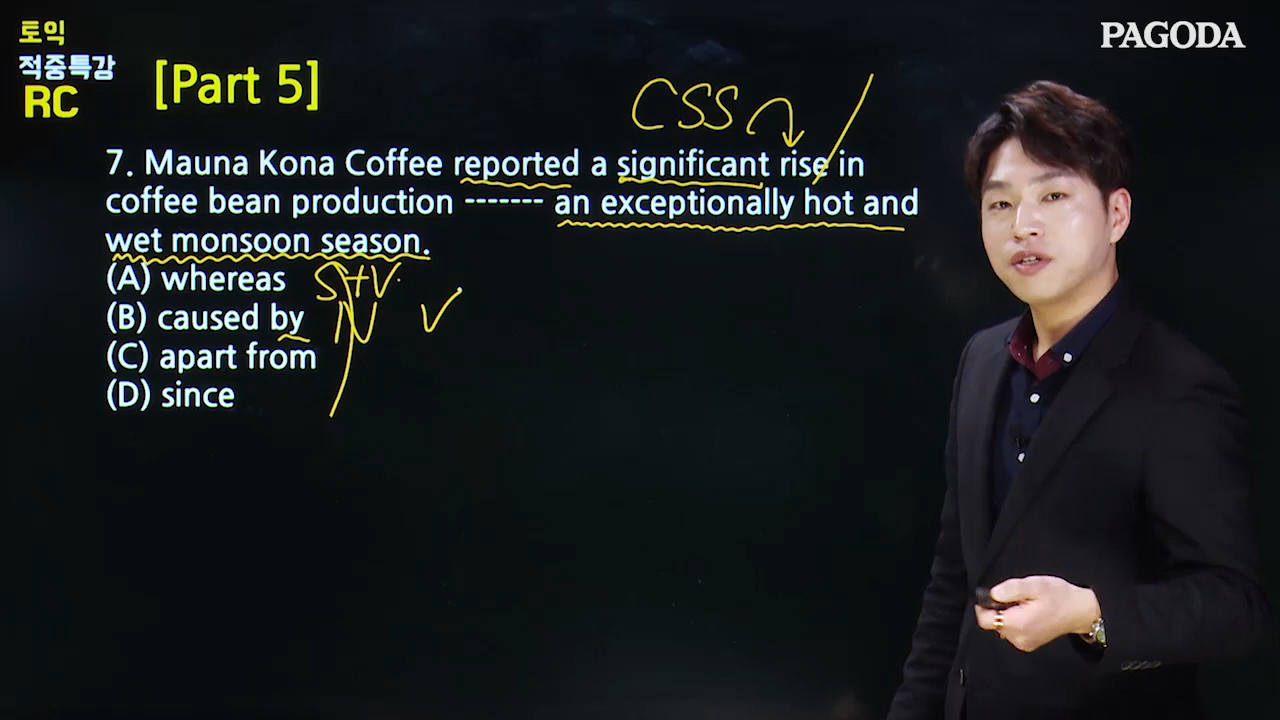 토익
적중특강
RC
[Part 5]
PAGODA
CSS
7. Mauna Kona Coffee reported a significant rise in
coffee bean production ------- an exceptionally hot and
wet monsoon season.
(A) whereas S+V
(B) caused by N V
(C) apart from
(D) since